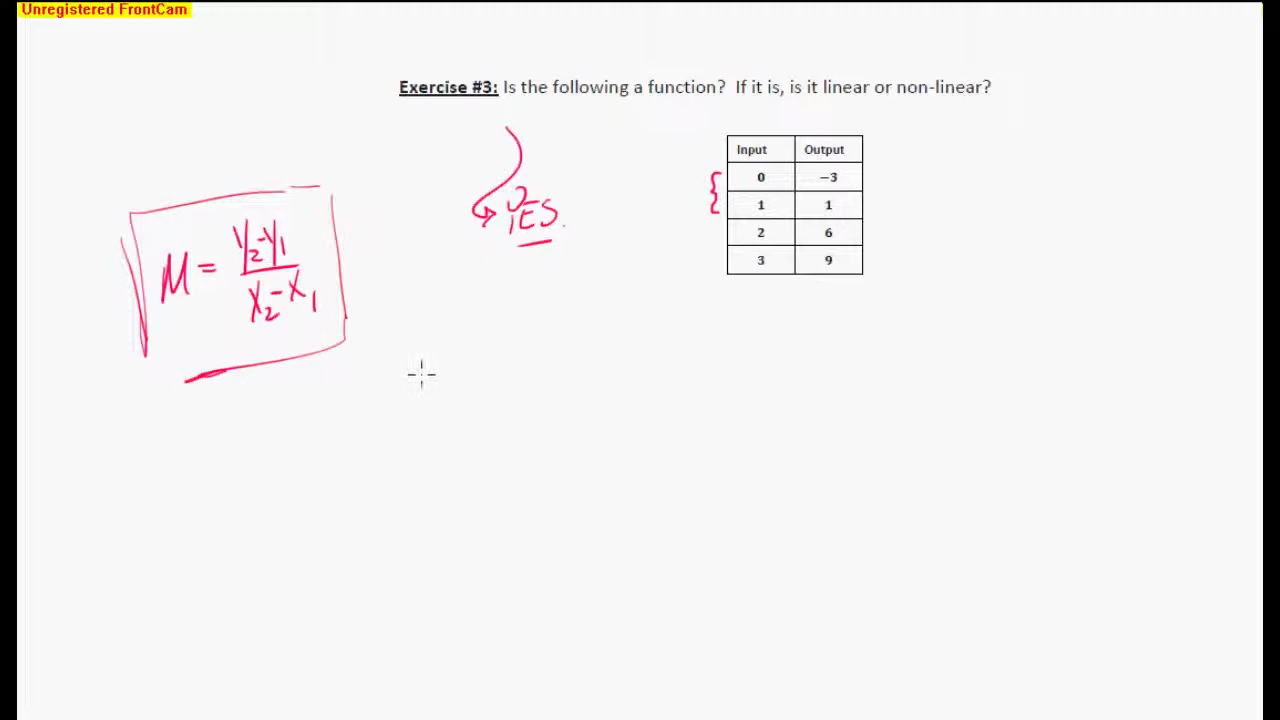 Unregistered FrontCam
Exercise #3: Is the following a function? If it is, is it linear or non-linear?
Input Output
0 −3
1 1
2 6
3 9
YES.
M = y₂-y₁
x₂-x₁